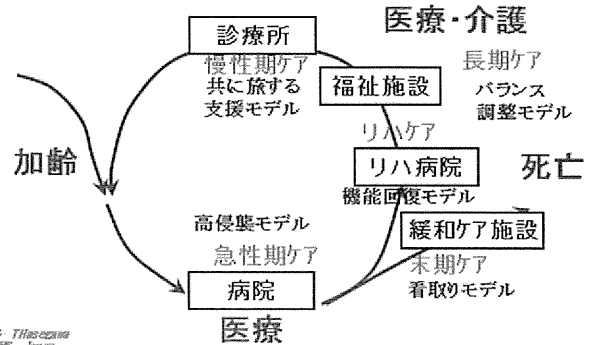 医療・介護
診療所
慢性期ケア
共に旅する
支援モデル
福祉施設
長期ケア
バランス
調整モデル
リハケア
リハ病院
機能回復モデル
加齢
死亡
高侵襲モデル
急性期ケア
病院
医療
緩和ケア施設
末期ケア
看取りモデル
THasegawa